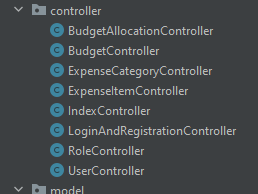 controller
BudgetAllocationController
BudgetController
ExpenseCategoryController
ExpenseItemController
IndexController
LoginAndRegistrationController
RoleController
UserController
model